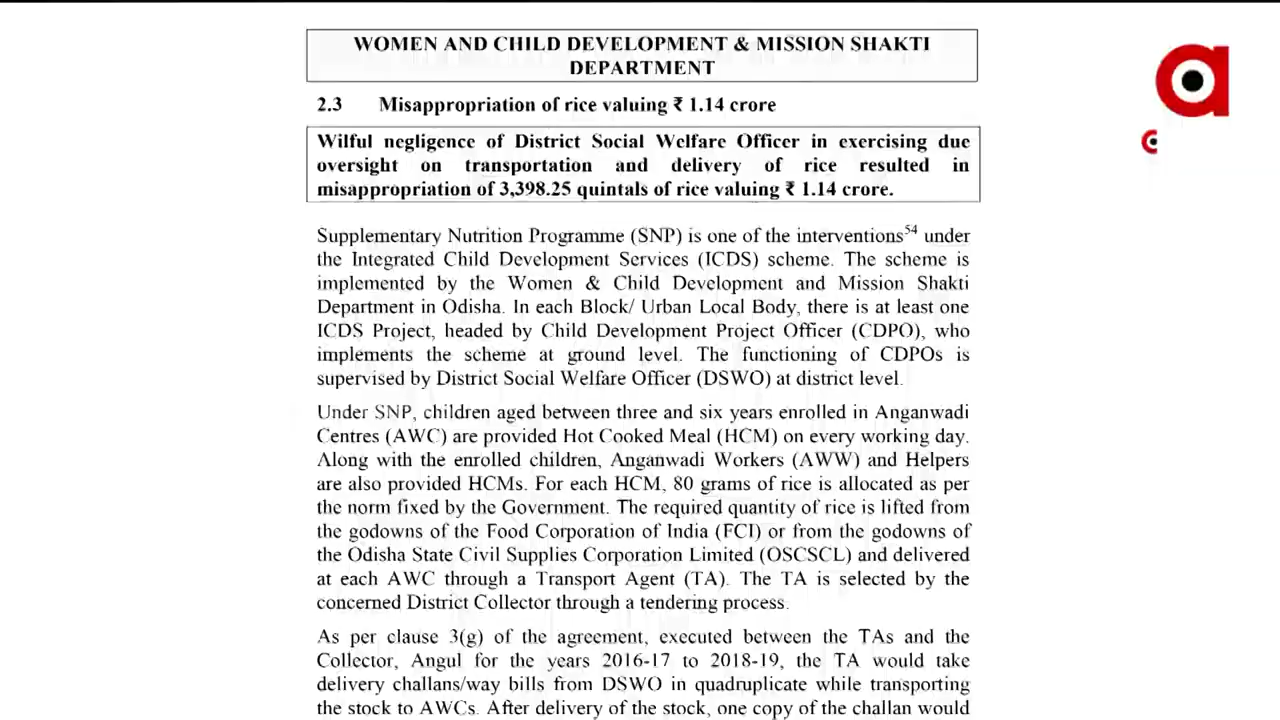 WOMEN AND CHILD DEVELOPMENT & MISSION SHAKTI
DEPARTMENT
2.3 Misappropriation of rice valuing ₹ 1.14 crore
Wilful negligence of District Social Welfare Officer in exercising due
oversight on transportation and delivery of rice resulted in
misappropriation of 3,398.25 quintals of rice valuing ₹ 1.14 crore.
Supplementary Nutrition Programme (SNP) is one of the interventions54 under
the Integrated Child Development Services (ICDS) scheme. The scheme is
implemented by the Women & Child Development and Mission Shakti
Department in Odisha. In each Block/ Urban Local Body, there is at least one
ICDS Project, headed by Child Development Project Officer (CDPO), who
implements the scheme at ground level. The functioning of CDPOs is
supervised by District Social Welfare Officer (DSWO) at district level.
Under SNP, children aged between three and six years enrolled in Anganwadi
Centres (AWC) are provided Hot Cooked Meal (HCM) on every working day.
Along with the enrolled children, Anganwadi Workers (AWW) and Helpers
are also provided HCMs. For each HCM, 80 grams of rice is allocated as per
the norm fixed by the Government. The required quantity of rice is lifted from
the godowns of the Food Corporation of India (FCI) or from the godowns of
the Odisha State Civil Supplies Corporation Limited (OSCSCL) and delivered
at each AWC through a Transport Agent (TA). The TA is selected by the
concerned District Collector through a tendering process.
As per clause 3(g) of the agreement, executed between the TAs and the
Collector, Angul for the years 2016-17 to 2018-19, the TA would take
delivery challans/way bills from DSWO in quadruplicate while transporting
the stock to AWCs. After delivery of the stock, one copy of the challan would